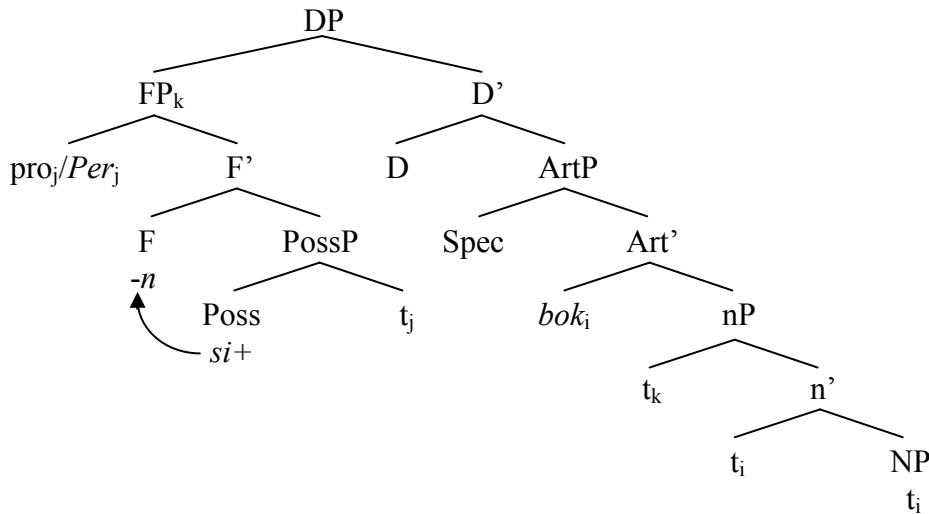 DP
FPₖ D’
proⱼ/Perⱼ F’ D ArtP
F PossP Spec Art’
-n Poss tⱼ bokᵢ nP
si+
tₖ n’
tᵢ NP
tᵢ